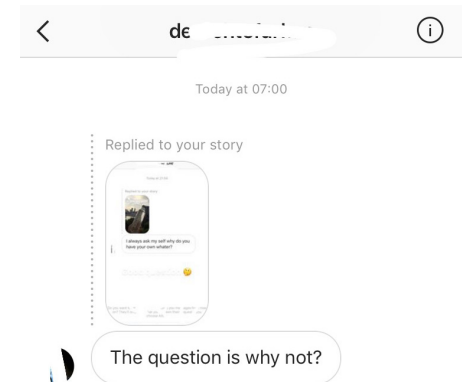 Today at 07:00
Replied to your story
I always ask my self why do you
have your own whater?
The question is why not?